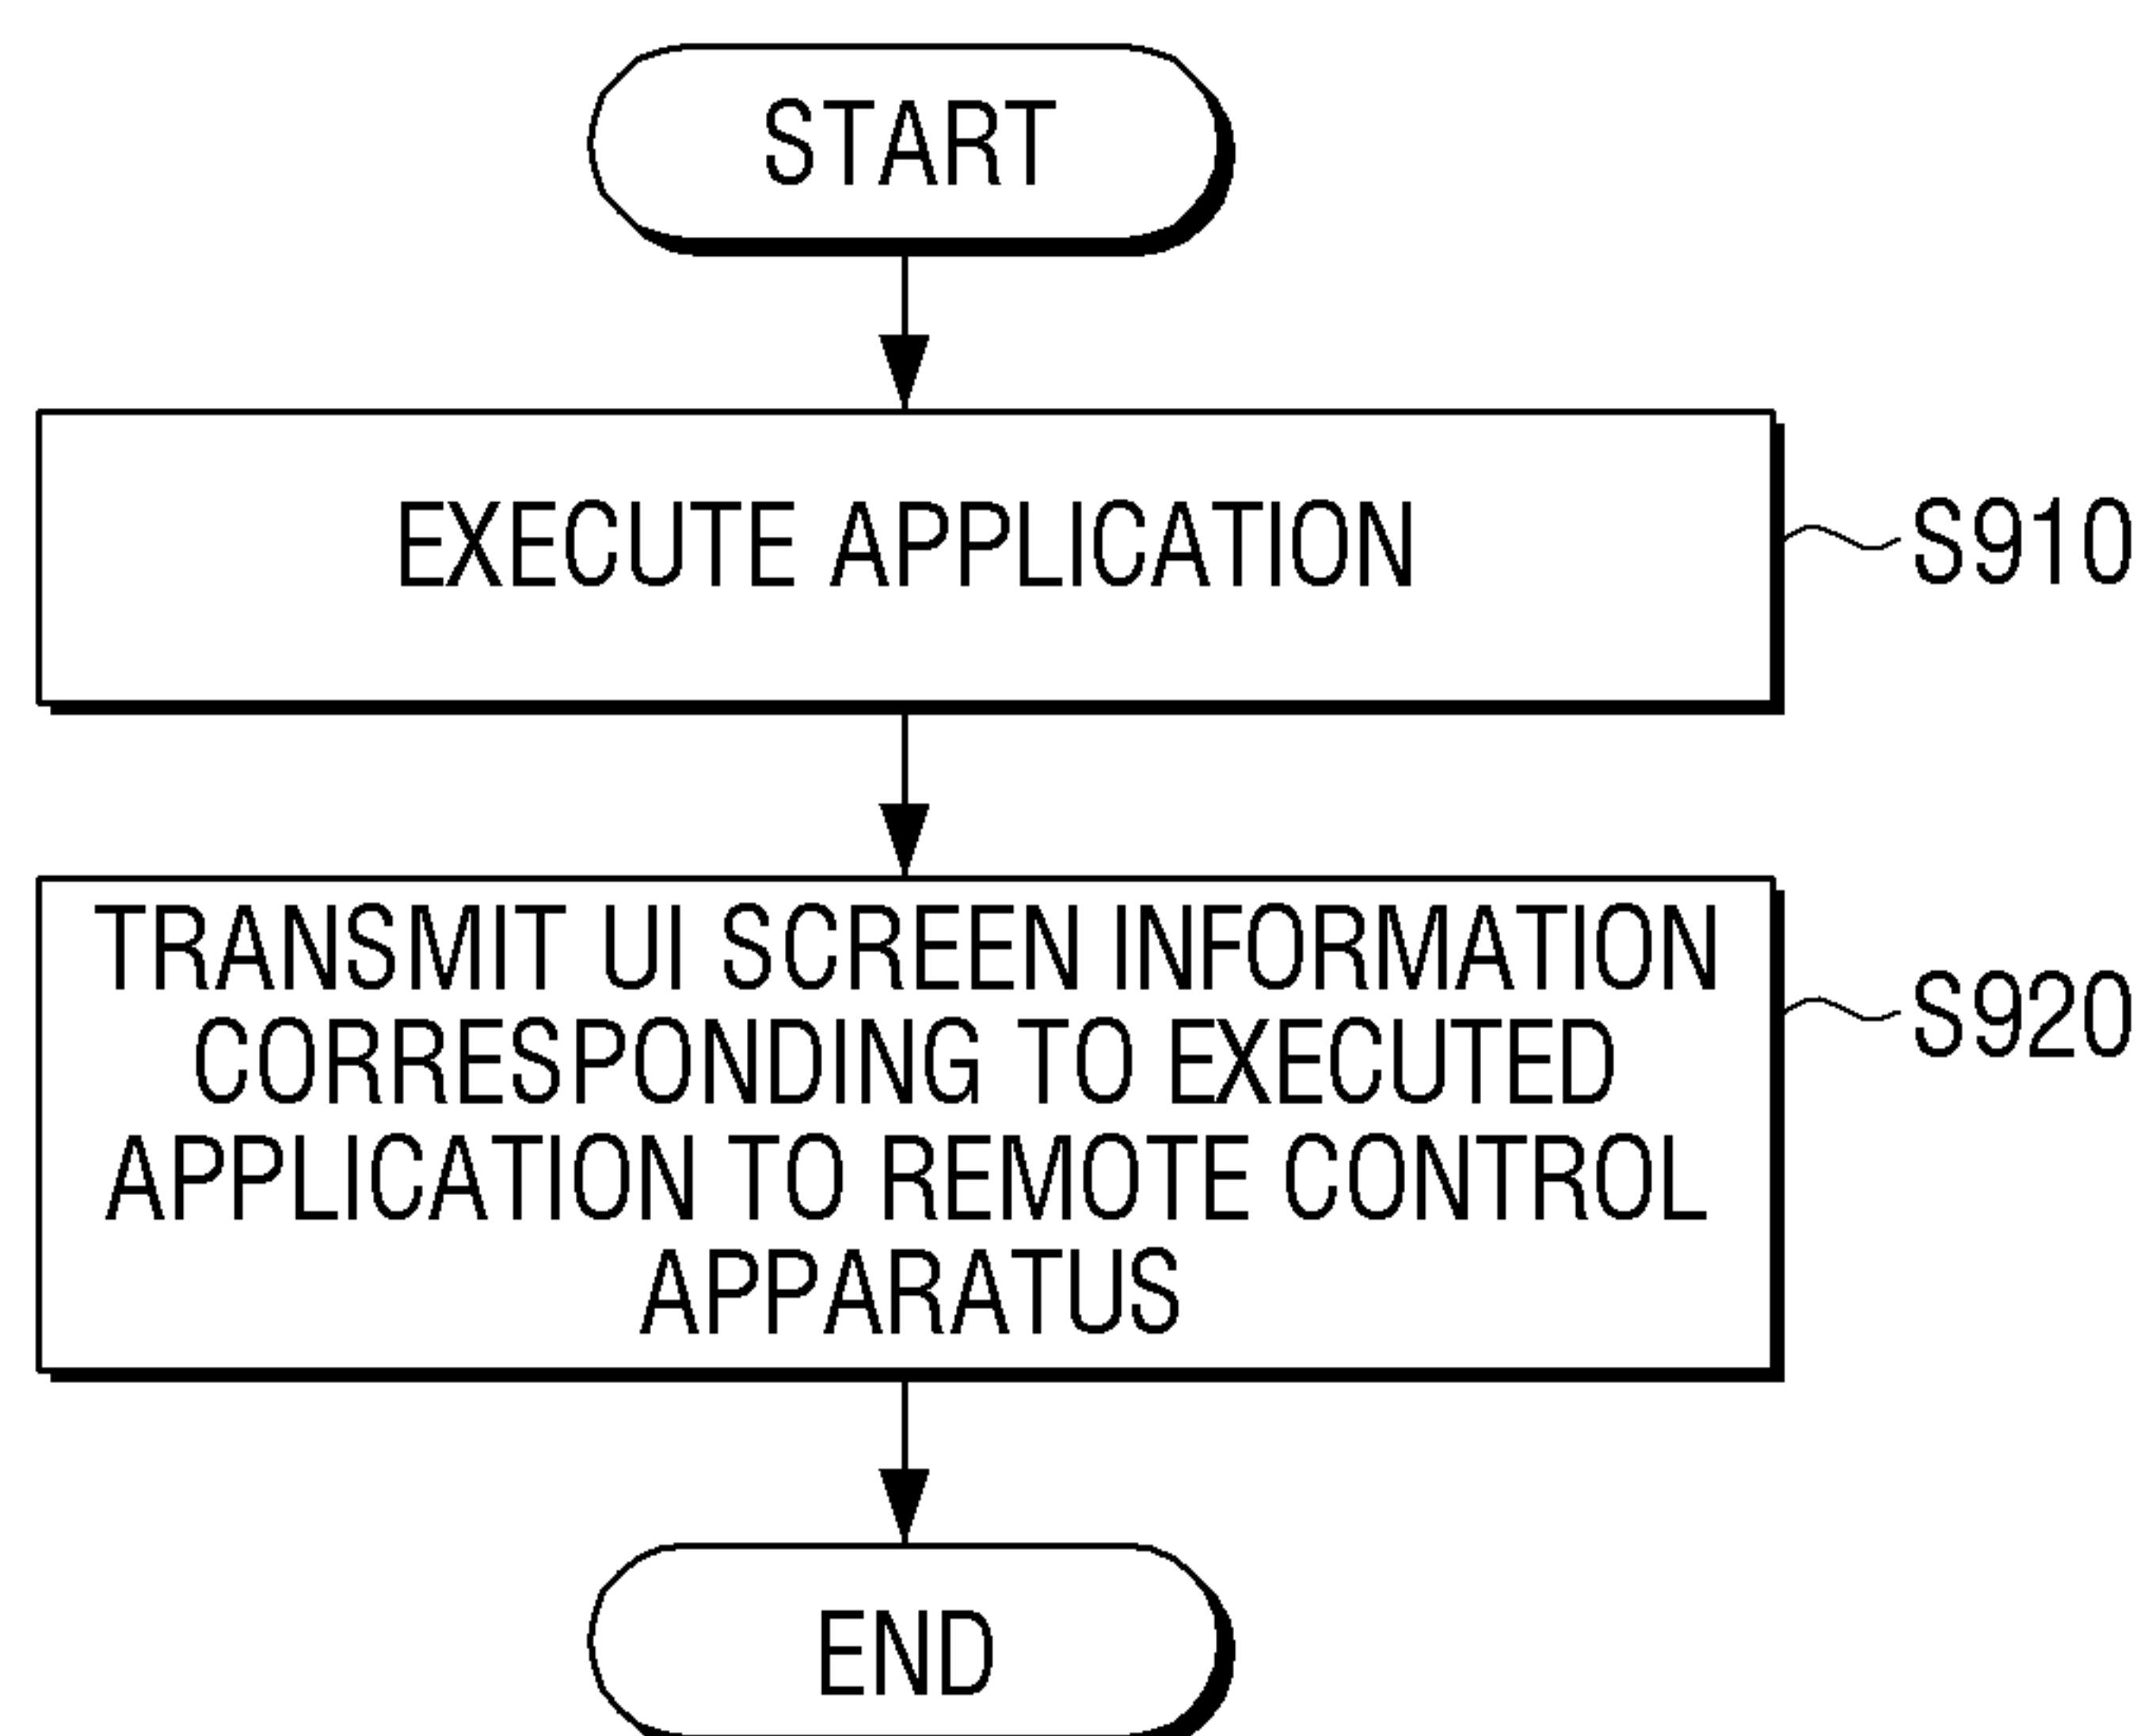 START
EXECUTE APPLICATION
S910
TRANSMIT UI SCREEN INFORMATION
CORRESPONDING TO EXECUTED
APPLICATION TO REMOTE CONTROL
APPARATUS
S920
END